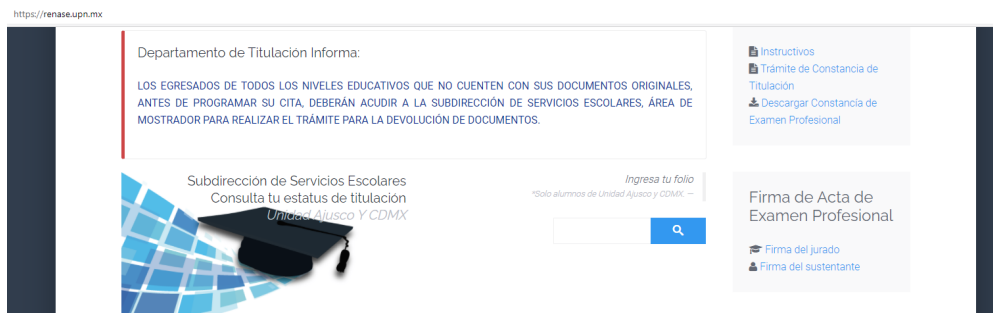 https://renase.upn.mx
Departamento de Titulación Informa:
LOS EGRESADOS DE TODOS LOS NIVELES EDUCATIVOS QUE NO CUENTEN CON SUS DOCUMENTOS ORIGINALES,
ANTES DE PROGRAMAR SU CITA, DEBERÁN ACUDIR A LA SUBDIRECCIÓN DE SERVICIOS ESCOLARES, ÁREA DE
MOSTRADOR PARA REALIZAR EL TRÁMITE PARA LA DEVOLUCIÓN DE DOCUMENTOS.
Subdirección de Servicios Escolares
Consulta tu estatus de titulación
Unidad Ajusco Y CDMX
Ingresa tu folio
*Solo alumnos de Unidad Ajusco y CDMX. —
Instructivos
Trámite de Constancia de
Titulación
Descargar Constancía de
Examen Profesional
Firma de Acta de
Examen Profesional
Firma del jurado
Firma del sustentante